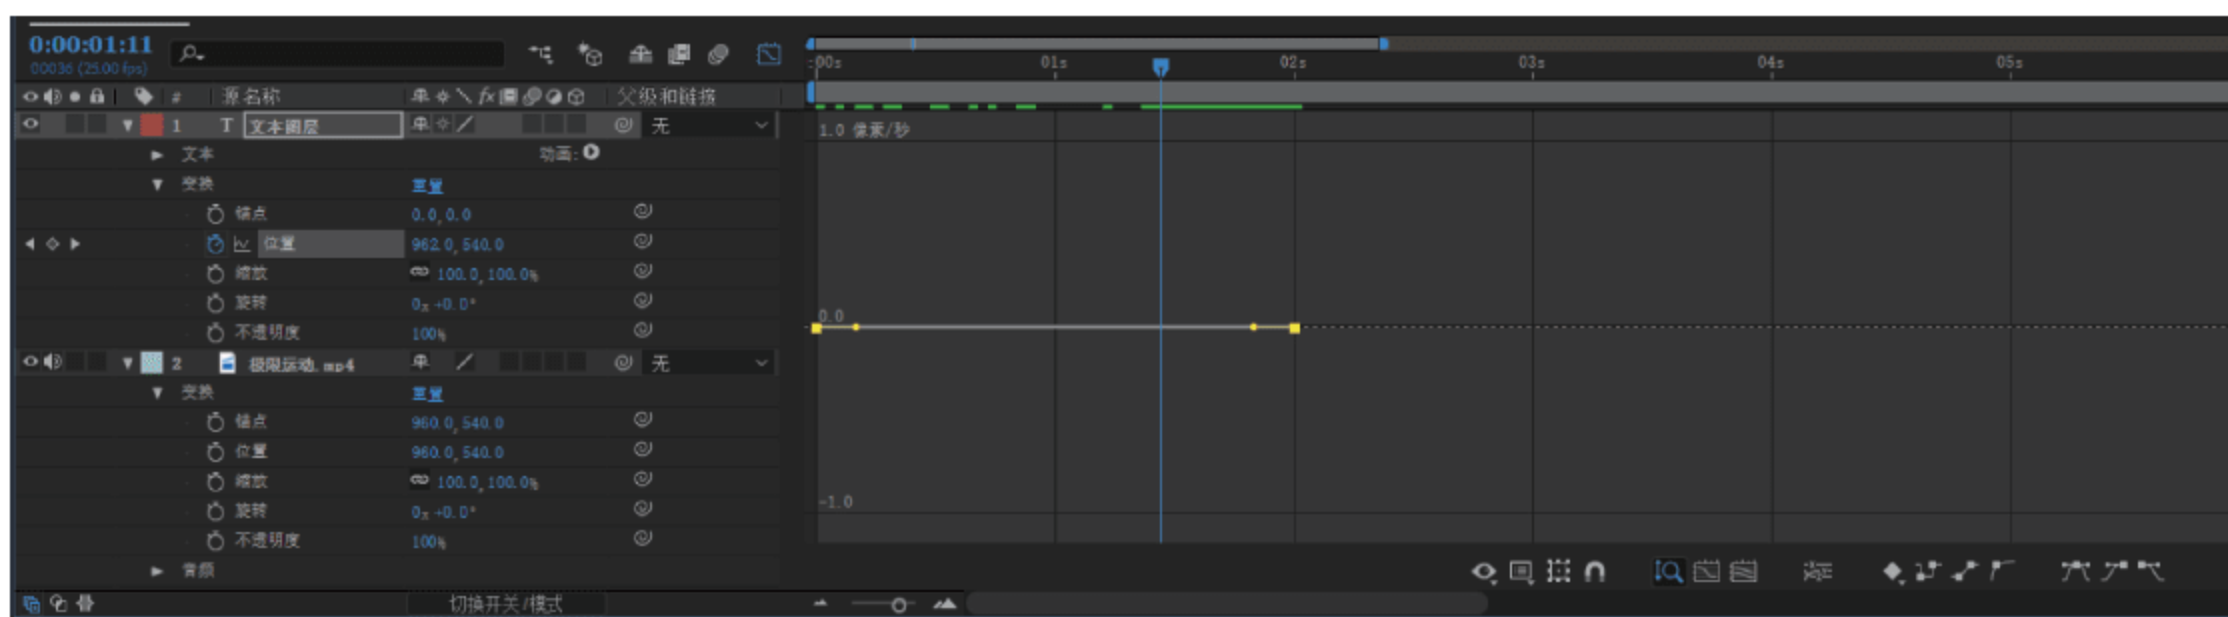 0:00:01:11
00036 (25.00 fps)
# 源名称 fx 父级和链接
:00s 01s 02s 03s 04s 05s
1 T 文本图层 无
1.0 像素/秒
文本 动画:
变换 重置
锚点 0.0,0.0
位置 962.0,540.0
缩放 100.0,100.0%
旋转 0x+0.0°
0.0
不透明度 100%
2 极限运动.mp4 无
变换 重置
锚点 960.0,540.0
位置 960.0,540.0
缩放 100.0,100.0%
旋转 0x+0.0°
-1.0
不透明度 100%
音频
切换开关/模式